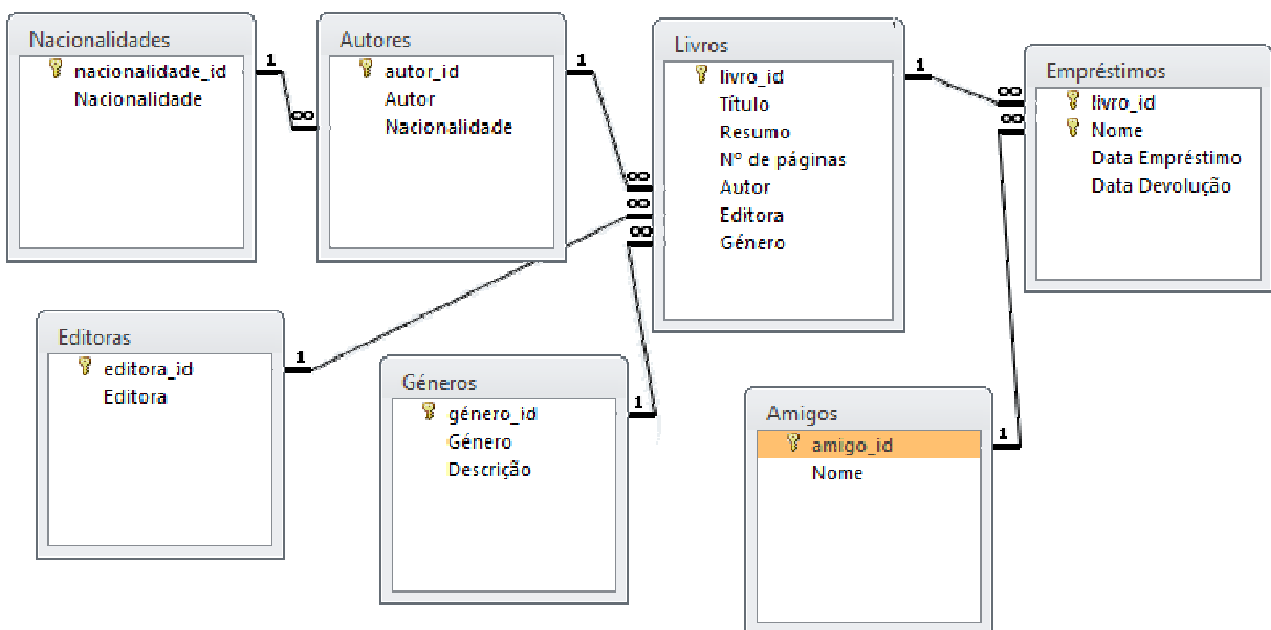 Nacionalidades
nacionalidade_id
Nacionalidade
1
∞
Autores
autor_id
Autor
Nacionalidade
1
∞
∞
∞
Livros
livro_id
Título
Resumo
Nº de páginas
Autor
Editora
Género
1
∞
∞
Empréstimos
livro_id
Nome
Data Empréstimo
Data Devolução
Editoras
editora_id
Editora
1
Géneros
género_id
Género
Descrição
1
Amigos
amigo_id
Nome
1